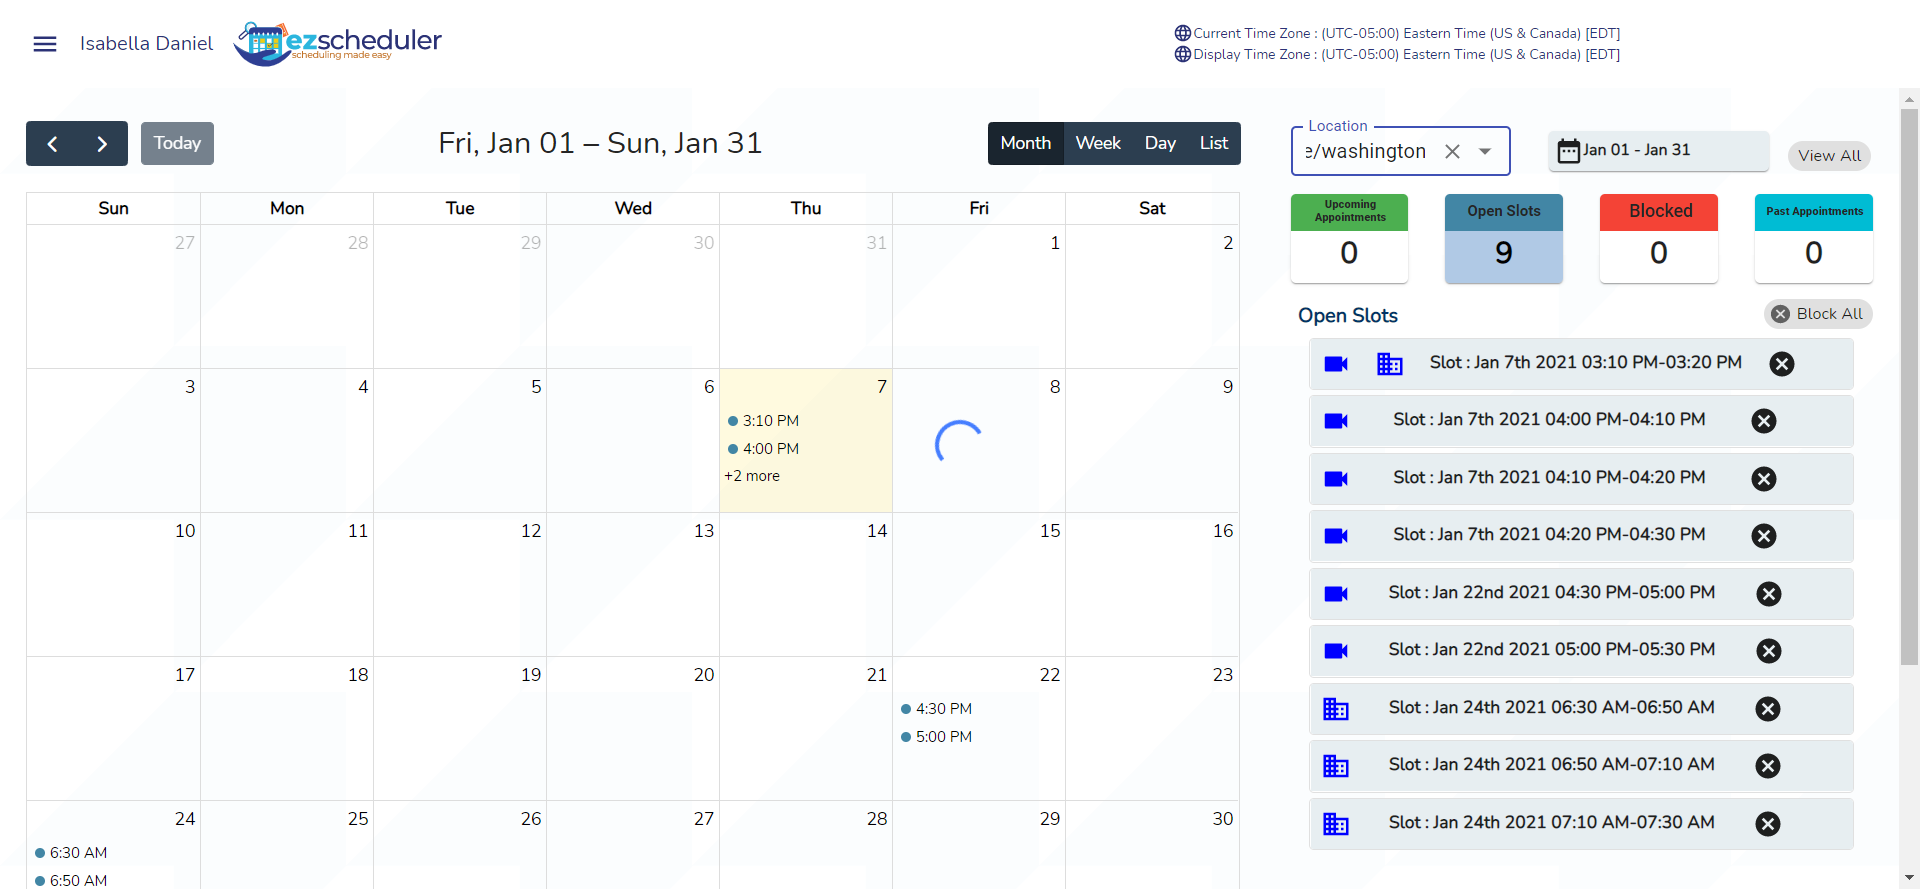 Isabella Daniel
ezscheduler
scheduling made easy
Current Time Zone : (UTC-05:00) Eastern Time (US & Canada) [EDT]
Display Time Zone : (UTC-05:00) Eastern Time (US & Canada) [EDT]
Today
Fri, Jan 01 – Sun, Jan 31
Month Week Day List
Sun Mon Tue Wed Thu Fri Sat
27 28 29 30 31 1 2
3 4 5 6 7 8 9
3:10 PM
4:00 PM
+2 more
10 11 12 13 14 15 16
17 18 19 20 21 22 23
4:30 PM
5:00 PM
24 25 26 27 28 29 30
6:30 AM
6:50 AM
Location
e/washington
Jan 01 - Jan 31
View All
Upcoming
Appointments
0
Open Slots
9
Blocked
0
Past Appointments
0
Open Slots
Block All
Slot : Jan 7th 2021 03:10 PM-03:20 PM
Slot : Jan 7th 2021 04:00 PM-04:10 PM
Slot : Jan 7th 2021 04:10 PM-04:20 PM
Slot : Jan 7th 2021 04:20 PM-04:30 PM
Slot : Jan 22nd 2021 04:30 PM-05:00 PM
Slot : Jan 22nd 2021 05:00 PM-05:30 PM
Slot : Jan 24th 2021 06:30 AM-06:50 AM
Slot : Jan 24th 2021 06:50 AM-07:10 AM
Slot : Jan 24th 2021 07:10 AM-07:30 AM